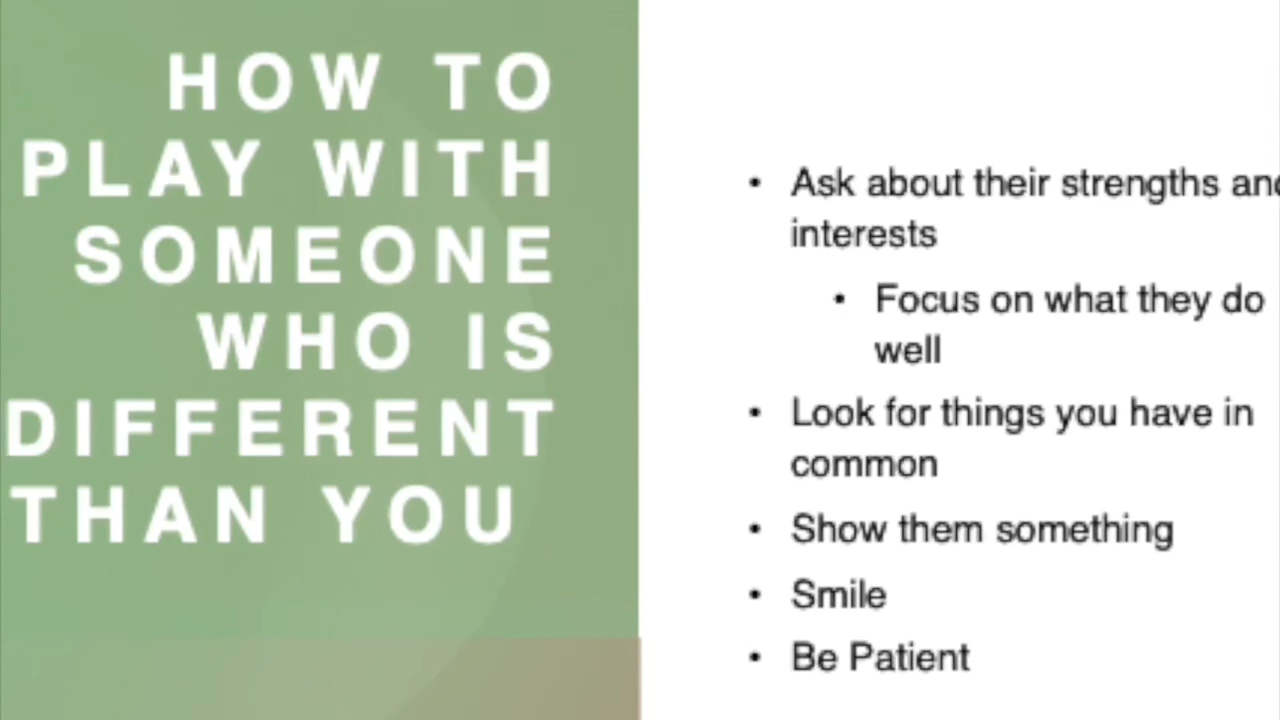 HOW TO
PLAY WITH
SOMEONE
WHO IS
DIFFERENT
THAN YOU
• Ask about their strengths and
interests
• Focus on what they do
well
• Look for things you have in
common
• Show them something
• Smile
• Be Patient